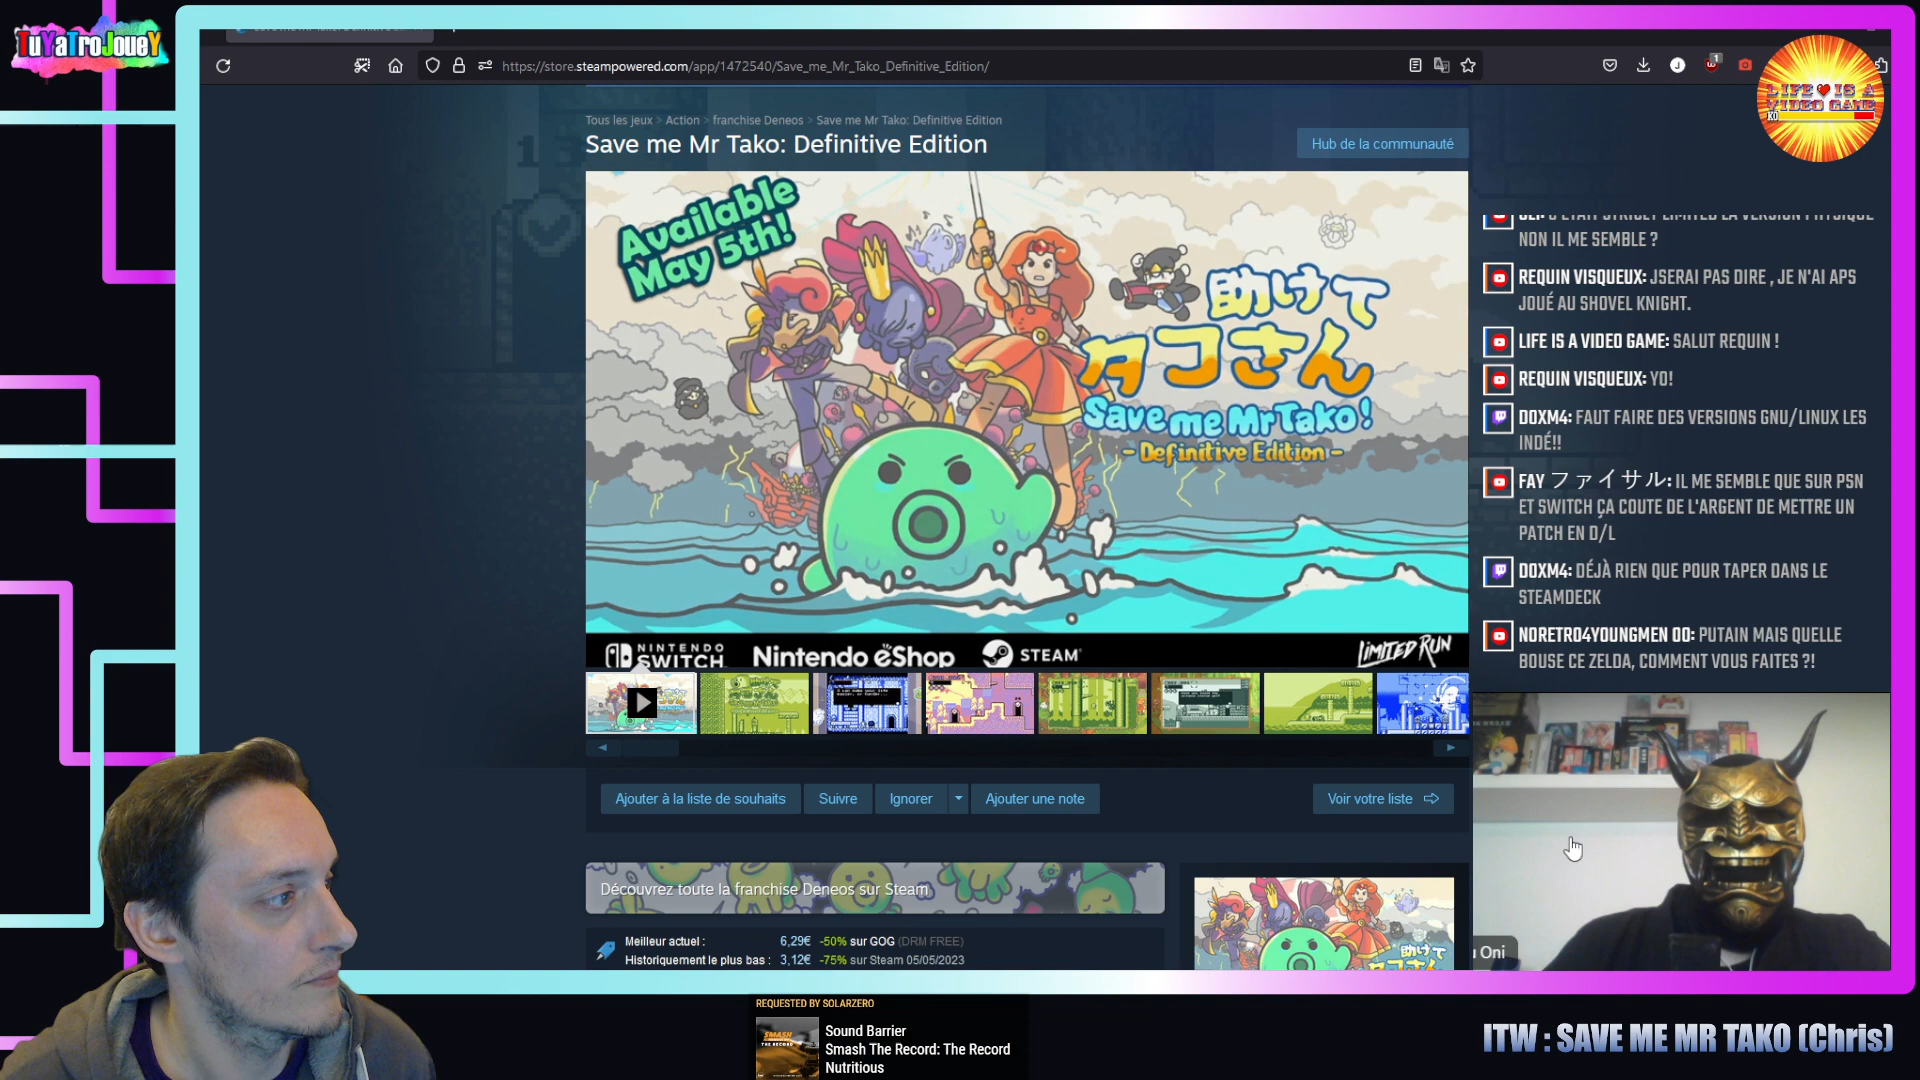 TuYaTroJoueY
https://store.steampowered.com/app/1472540/Save_me_Mr_Tako_Definitive_Edition/
1
LIFE IS A
VIDEO GAME
KO
Tous les jeux > Action > franchise Deneos > Save me Mr Tako: Definitive Edition
Save me Mr Tako: Definitive Edition
Hub de la communauté
Available
May 5th!
助けて
タコさん
Save me Mr Tako!
- Definitive Edition -
NINTENDO
SWITCH
Nintendo eShop
STEAM
LIMITED RUN
NON IL ME SEMBLE ?
REQUIN VISQUEUX: JSERAI PAS DIRE , JE N'AI APS
JOUÉ AU SHOVEL KNIGHT.
LIFE IS A VIDEO GAME: SALUT REQUIN !
REQUIN VISQUEUX: YO!
D0XM4: FAUT FAIRE DES VERSIONS GNU/LINUX LES
INDÉ!!
FAY ファイサル: IL ME SEMBLE QUE SUR PSN
ET SWITCH ÇA COUTE DE L'ARGENT DE METTRE UN
PATCH EN D/L
D0XM4: DÉJÀ RIEN QUE POUR TAPER DANS LE
STEAMDECK
NORETRO4YOUNGMEN OO: PUTAIN MAIS QUELLE
BOUSE CE ZELDA, COMMENT VOUS FAITES ?!
Ajouter à la liste de souhaits
Suivre
Ignorer
Ajouter une note
Voir votre liste
Découvrez toute la franchise Deneos sur Steam
Meilleur actuel : 6,29€ -50% sur GOG (DRM FREE)
Historiquement le plus bas : 3,12€ -75% sur Steam 05/05/2023
助けて
Oni
REQUESTED BY SOLARZERO
SMASH
THE RECORD
Sound Barrier
Smash The Record: The Record
Nutritious
ITW : SAVE ME MR TAKO (Chris)